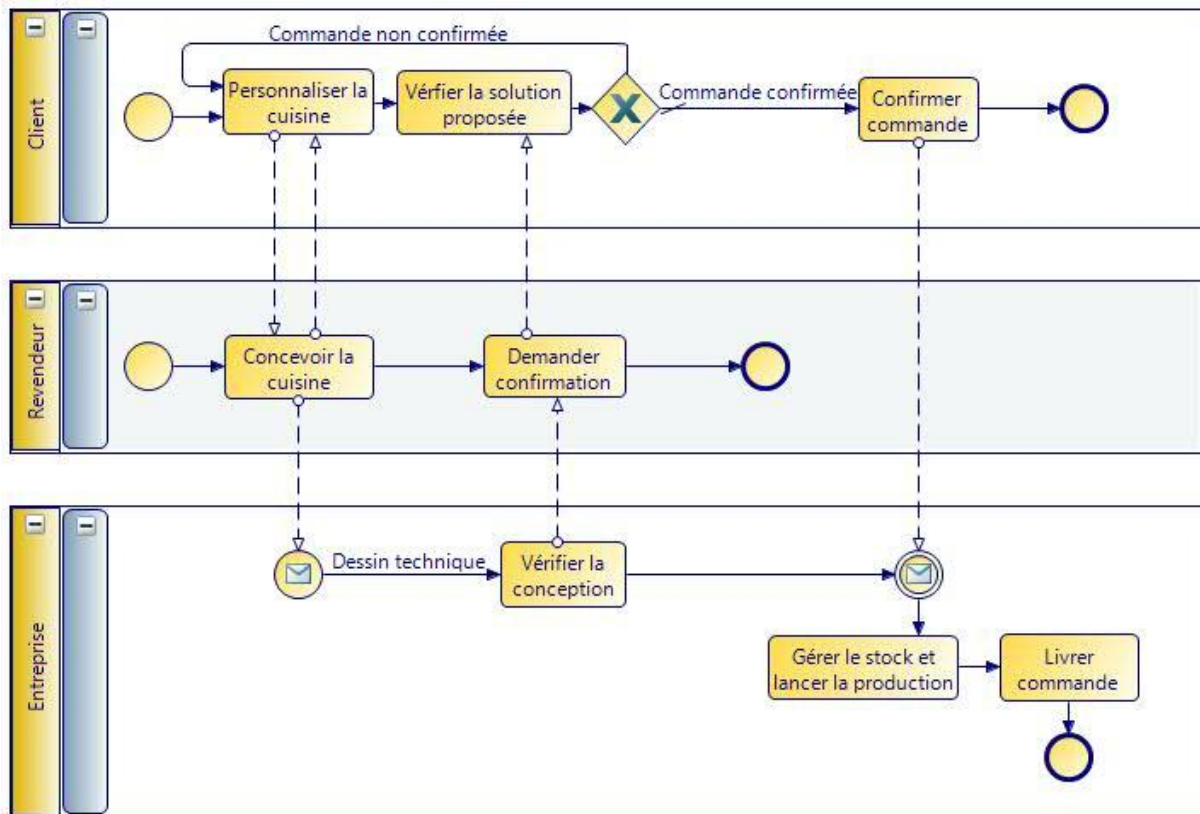 Client
Commande non confirmée
Personnaliser la
cuisine
Vérfier la solution
proposée
Commande confirmée
Confirmer
commande
Revendeur
Concevoir la
cuisine
Demander
confirmation
Entreprise
Dessin technique
Vérifier la
conception
Gérer le stock et
lancer la production
Livrer
commande